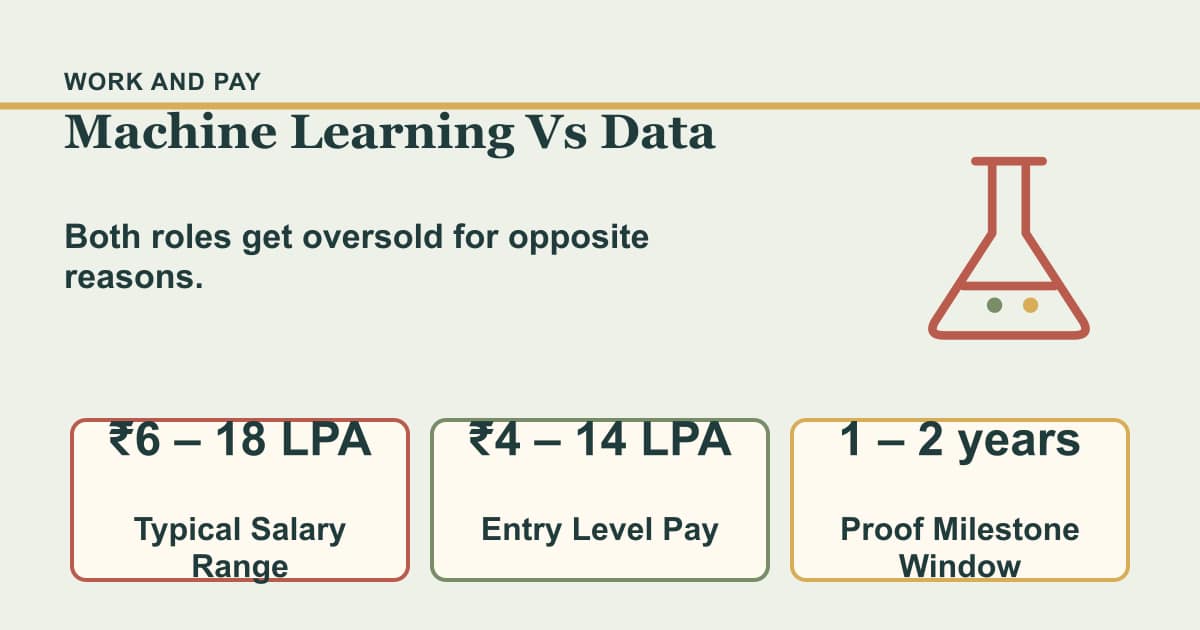 WORK AND PAY
Machine Learning Vs Data
Both roles get oversold for opposite
reasons.
₹6 – 18 LPA
Typical Salary
Range
₹4 – 14 LPA
Entry Level Pay
1 – 2 years
Proof Milestone
Window